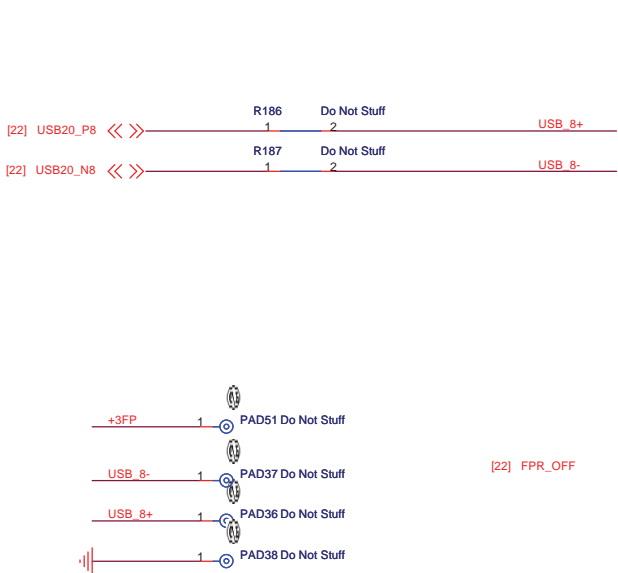 R186 Do Not Stuff
[22] USB20_P8 1 2 USB_8+
R187 Do Not Stuff
[22] USB20_N8 1 2 USB_8-
+3FP 1 PAD51 Do Not Stuff
[22] FPR_OFF
USB_8- 1 PAD37 Do Not Stuff
USB_8+ 1 PAD36 Do Not Stuff
1 PAD38 Do Not Stuff